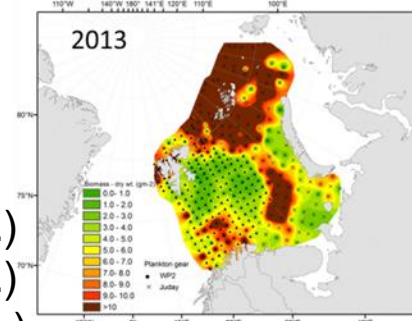 110°W 140°W 180° 141°E 120°E 110°E 100°E
2013
80°N
75°N
70°N
Biomass - dry wt. (gm-2)
0.0- 1.0
1.0 - 2.0
2.0 - 3.0
3.0 - 4.0
4.0 - 5.0
5.0 - 6.0
6.0 - 7.0
7.0- 8.0
8.0- 9.0
9.0- 10.0
>10
Plankton gear
WP2
× Juday